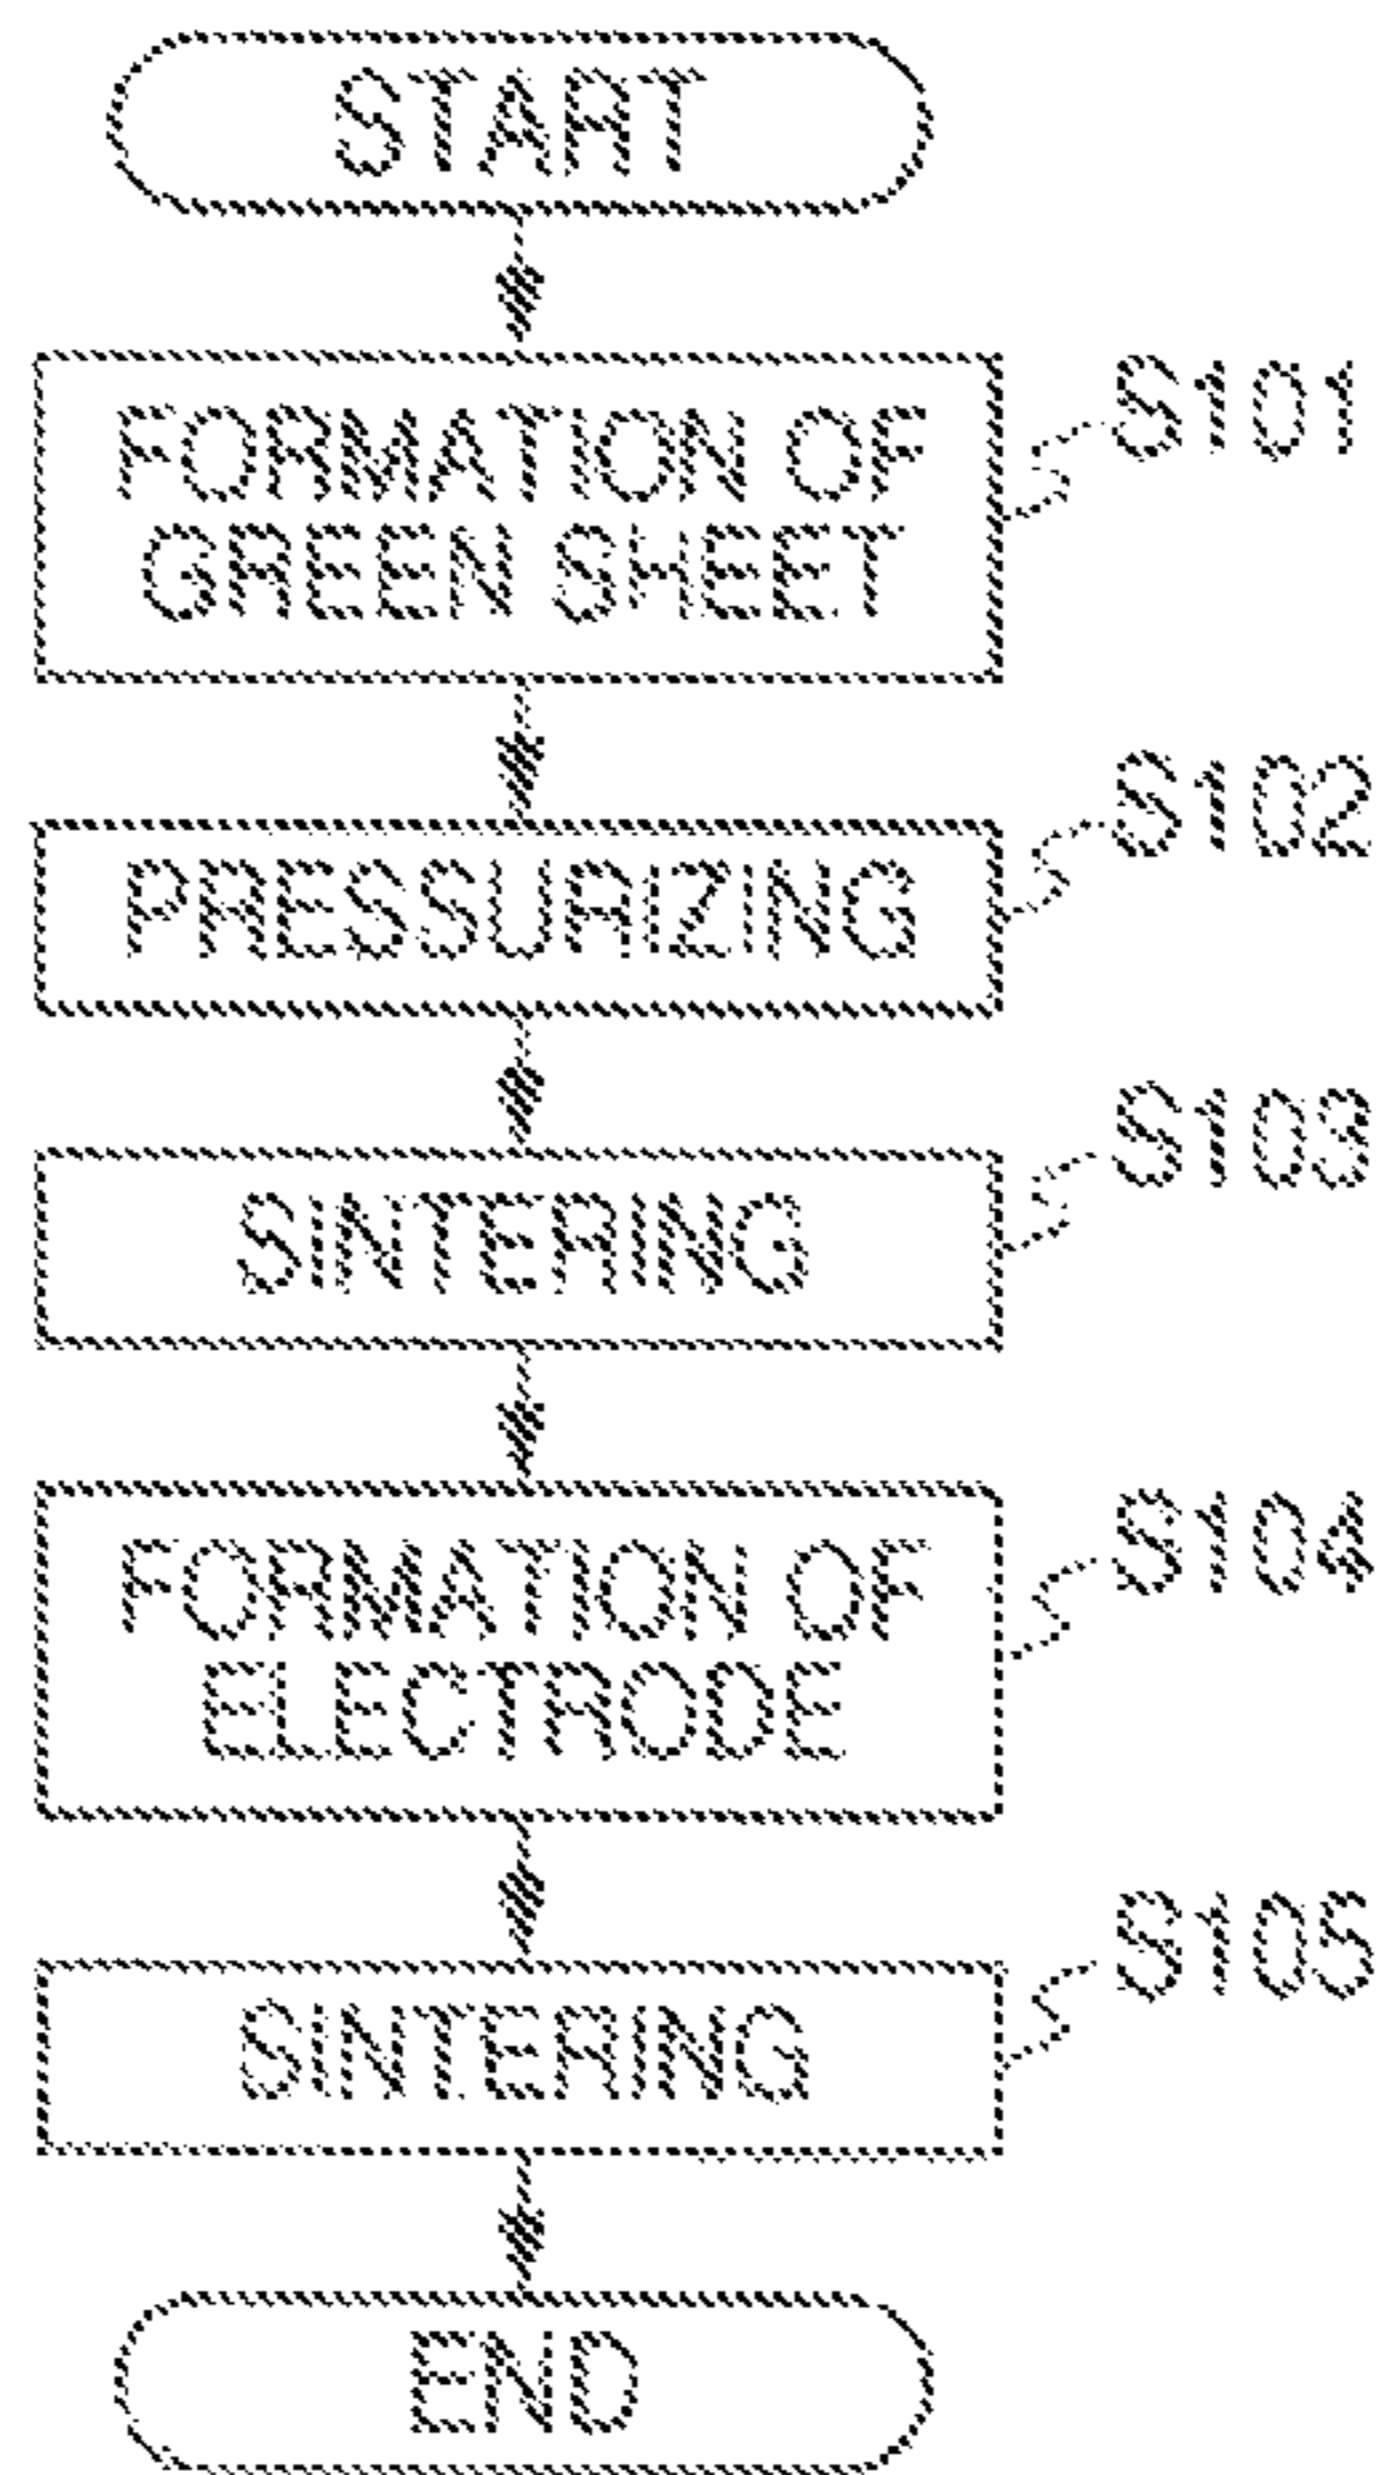 START
FORMATION OF
GREEN SHEET
S101
PRESSURIZING
S102
SINTERING
S103
FORMATION OF
ELECTRODE
S104
SINTERING
S105
END